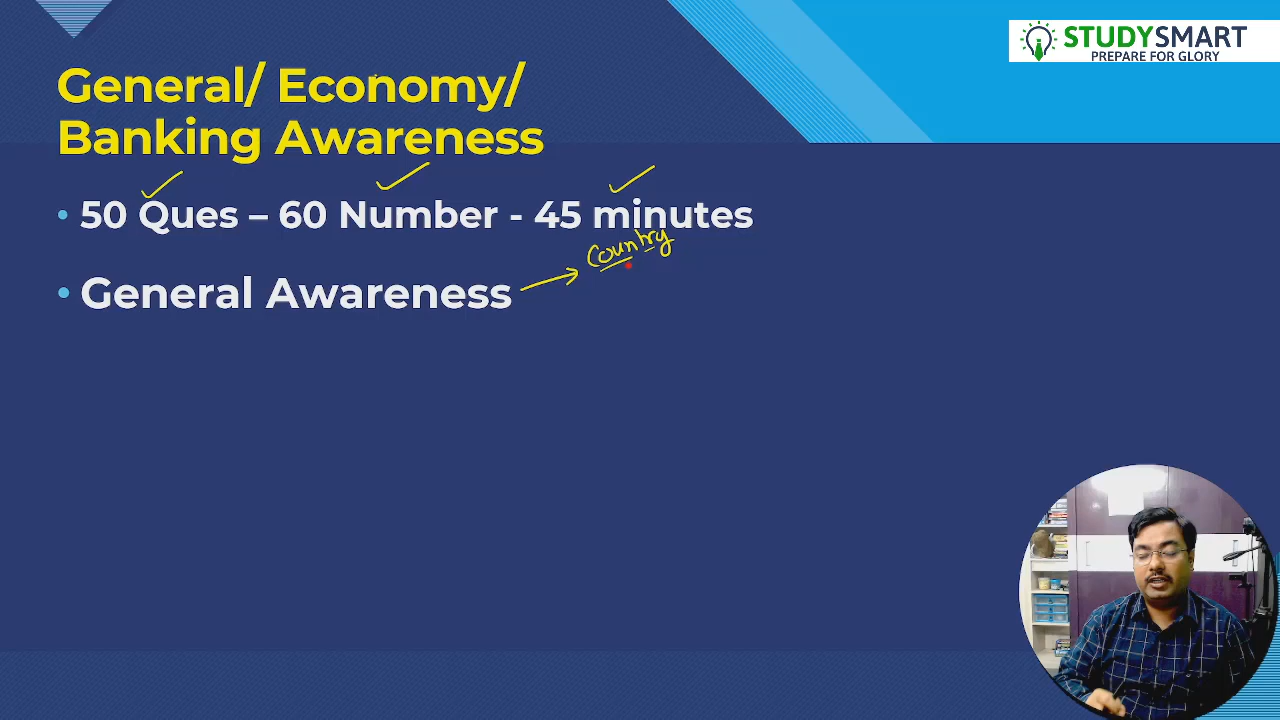 STUDYSMART
PREPARE FOR GLORY
General/ Economy/
Banking Awareness
• 50 Ques – 60 Number - 45 minutes
Country
• General Awareness